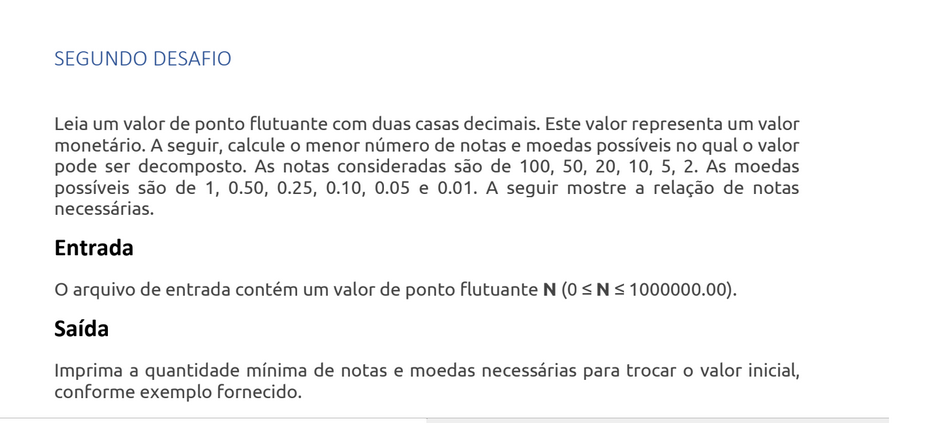 SEGUNDO DESAFIO
Leia um valor de ponto flutuante com duas casas decimais. Este valor representa um valor
monetário. A seguir, calcule o menor número de notas e moedas possíveis no qual o valor
pode ser decomposto. As notas consideradas são de 100, 50, 20, 10, 5, 2. As moedas
possíveis são de 1, 0.50, 0.25, 0.10, 0.05 e 0.01. A seguir mostre a relação de notas
necessárias.
Entrada
O arquivo de entrada contém um valor de ponto flutuante N (0 ≤ N ≤ 1000000.00).
Saída
Imprima a quantidade mínima de notas e moedas necessárias para trocar o valor inicial,
conforme exemplo fornecido.